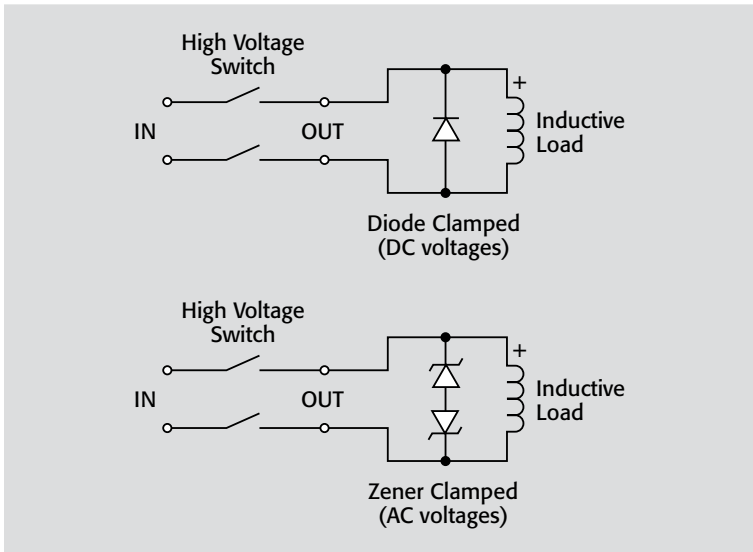 High Voltage
Switch
IN
OUT
+
Inductive
Load
Diode Clamped
(DC voltages)
High Voltage
Switch
IN
OUT
+
Inductive
Load
Zener Clamped
(AC voltages)